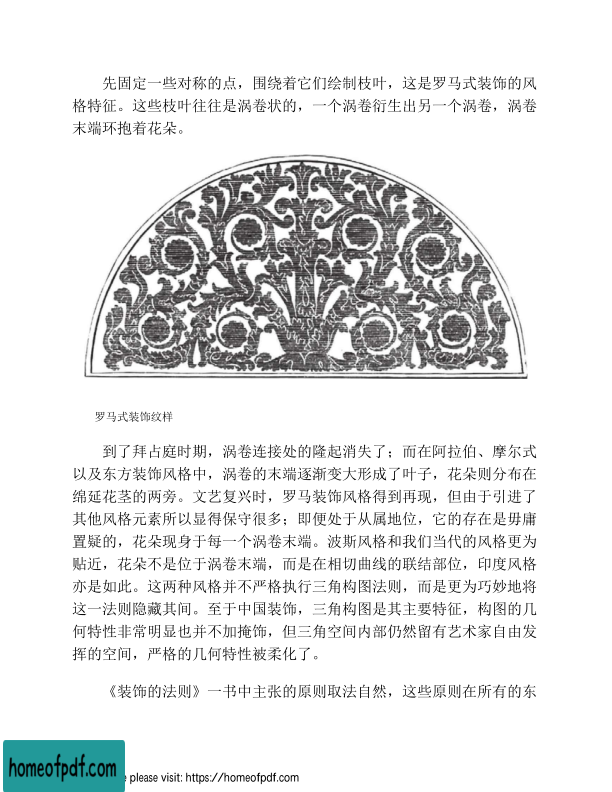 先固定一些对称的点，围绕着它们绘制枝叶，这是罗马式装饰的风
格特征。这些枝叶往往是涡卷状的，一个涡卷衍生出另一个涡卷，涡卷
末端环抱着花朵。
罗马式装饰纹样
到了拜占庭时期，涡卷连接处的隆起消失了；而在阿拉伯、摩尔式
以及东方装饰风格中，涡卷的末端逐渐变大形成了叶子，花朵则分布在
绵延花茎的两旁。文艺复兴时，罗马装饰风格得到再现，但由于引进了
其他风格元素所以显得保守很多；即便处于从属地位，它的存在是毋庸
置疑的，花朵现身于每一个涡卷末端。波斯风格和我们当代的风格更为
贴近，花朵不是位于涡卷末端，而是在相切曲线的联结部位，印度风格
亦是如此。这两种风格并不严格执行三角构图法则，而是更为巧妙地将
这一法则隐藏其间。至于中国装饰，三角构图是其主要特征，构图的几
何特性非常明显也并不加掩饰，但三角空间内部仍然留有艺术家自由发
挥的空间，严格的几何特性被柔化了。
《装饰的法则》一书中主张的原则取法自然，这些原则在所有的东
homeofpdf.com
please visit: https://homeofpdf.com